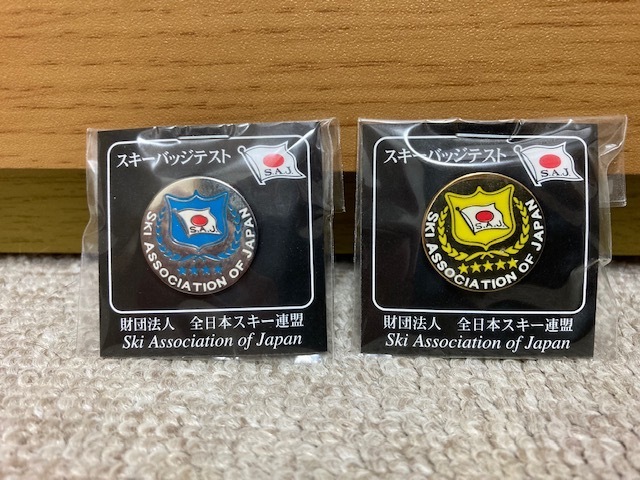 スキーバッジテスト
S.A.J.
S.A.J.
SKI ASSOCIATION OF JAPAN
財団法人 全日本スキー連盟
Ski Association of Japan
スキーバッジテスト
S.A.J.
S.A.J.
SKI ASSOCIATION OF JAPAN
財団法人 全日本スキー連盟
Ski Association of Japan